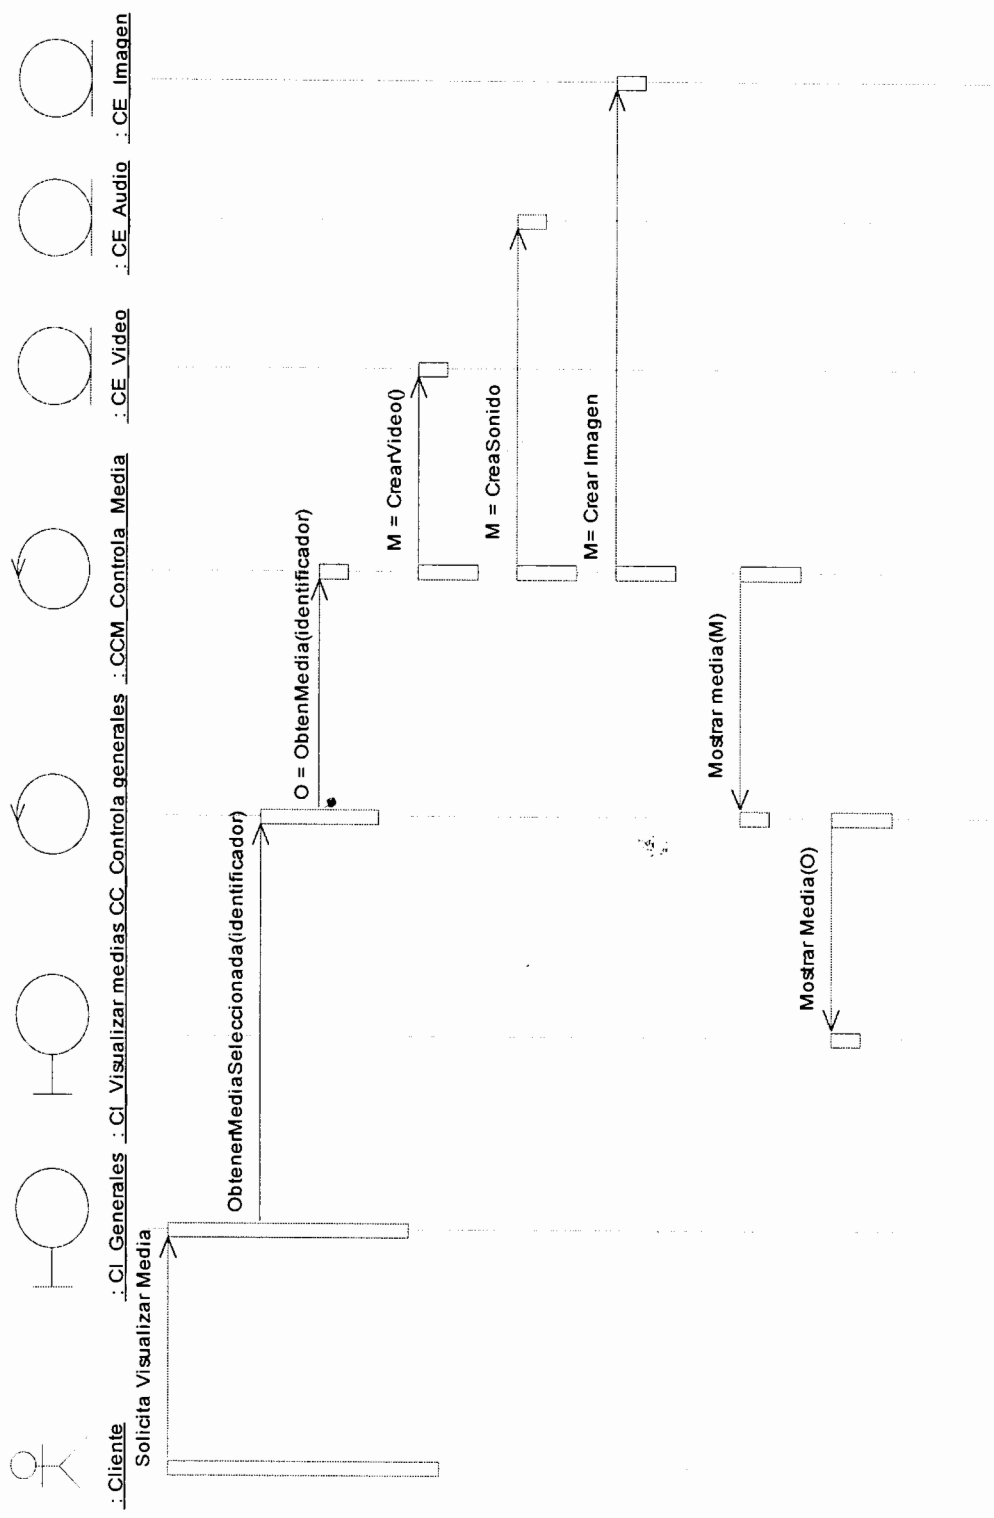 : Cliente
: CI_Generales
: CI_Visualizar medias
CC_Controla generales
: CCM_Controla_Media
: CE_Video
: CE_Audio
: CE_Imagen
Solicita Visualizar Media
ObtenerMediaSeleccionada(identificador)
O = ObtenMedia(identificador)
M = CrearVideo()
M = CreaSonido
M= Crear Imagen
Mostrar media(M)
Mostrar Media(O)